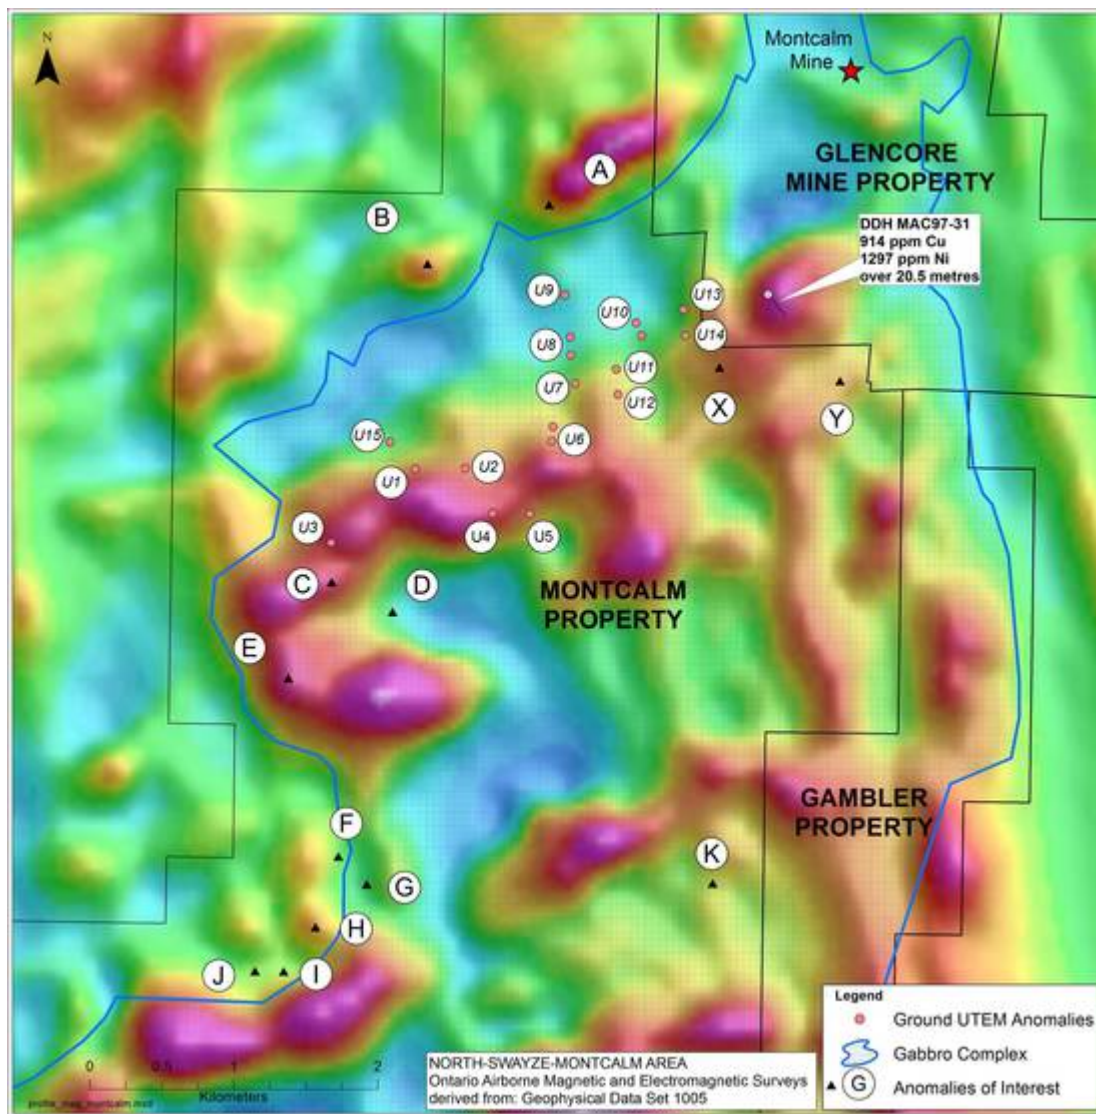 N
Montcalm
Mine
A
GLENCORE
MINE PROPERTY
B
DDH MAC97-31
914 ppm Cu
1297 ppm Ni
over 20.5 metres
U9
U13
U10
U8
U14
U11
U7
U12
X
Y
U15
U6
U2
U1
U3
U4
U5
C
D
MONTCALM
PROPERTY
E
GAMBLER
PROPERTY
F
K
G
H
J
I
Legend
Ground UTEM Anomalies
Gabbro Complex
G
Anomalies of Interest
0 0.5 1 2
Kilometers
NORTH-SWAYZE-MONTCALM AREA
Ontario Airborne Magnetic and Electromagnetic Surveys
derived from: Geophysical Data Set 1005